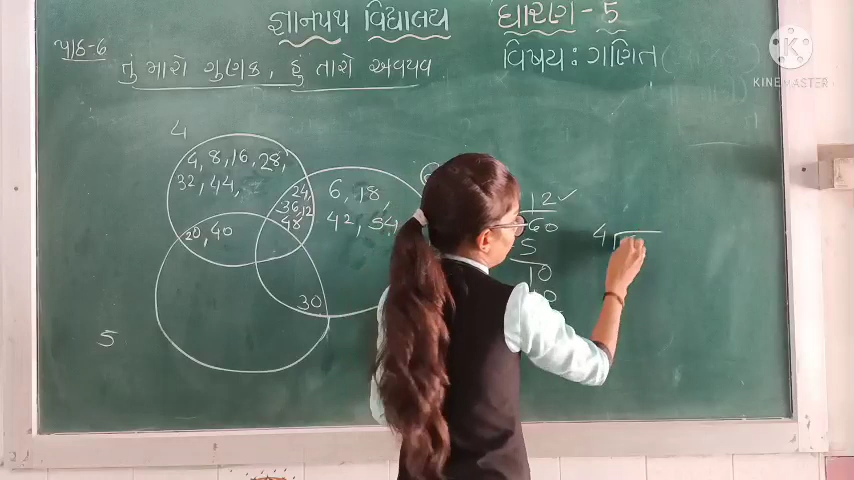 જ્ઞાનપથ વિદ્યાલય
ધોરણ - 5
પાઠ-6
તું મારો ગુણક, હું તારો અવયવ
વિષય: ગણિત
KINEMASTER
4
4, 8, 16, 28,
32, 44,
24,
36, 12
48
6, 18,
42, 54
20, 40
30
5
12 ✓
60
5
10
4